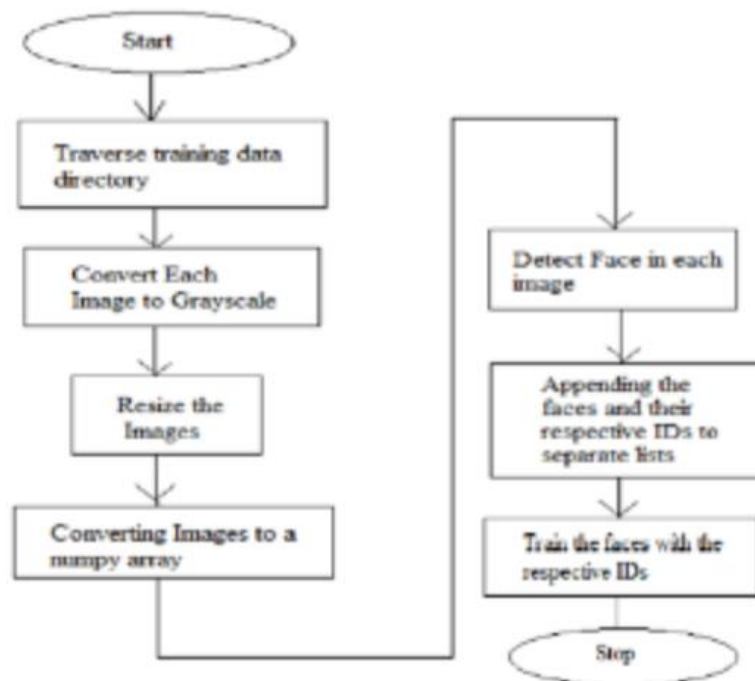 Start
Traverse training data
directory
Convert Each
Image to Grayscale
Resize the
Images
Converting Images to a
numpy array
Detect Face in each
image
Appending the
faces and their
respective IDs to
separate lists
Train the faces with the
respective IDs
Stop